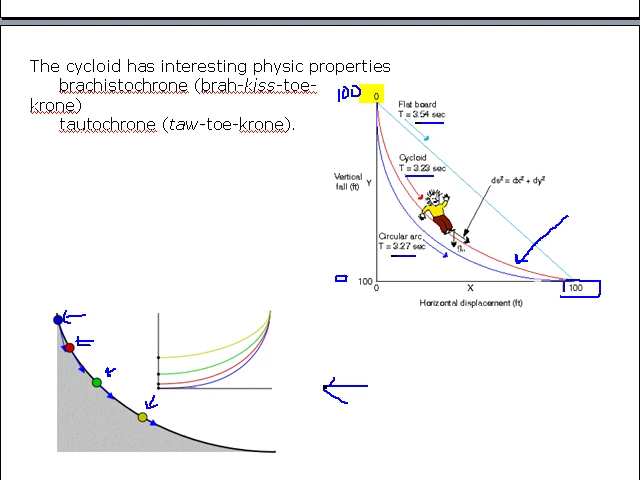 The cycloid has interesting physic properties
brachistochrone (brah-kiss-toe-
krone)
tautochrone (taw-toe-krone).
100
0
Flat board
T = 3.54 sec
Cycloid
T = 3.23 sec
Vertical
fall (ft)
Y
ds² = dx² + dy²
Circular arc
T = 3.27 sec
0
100
0
X
100
Horizontal displacement (ft)